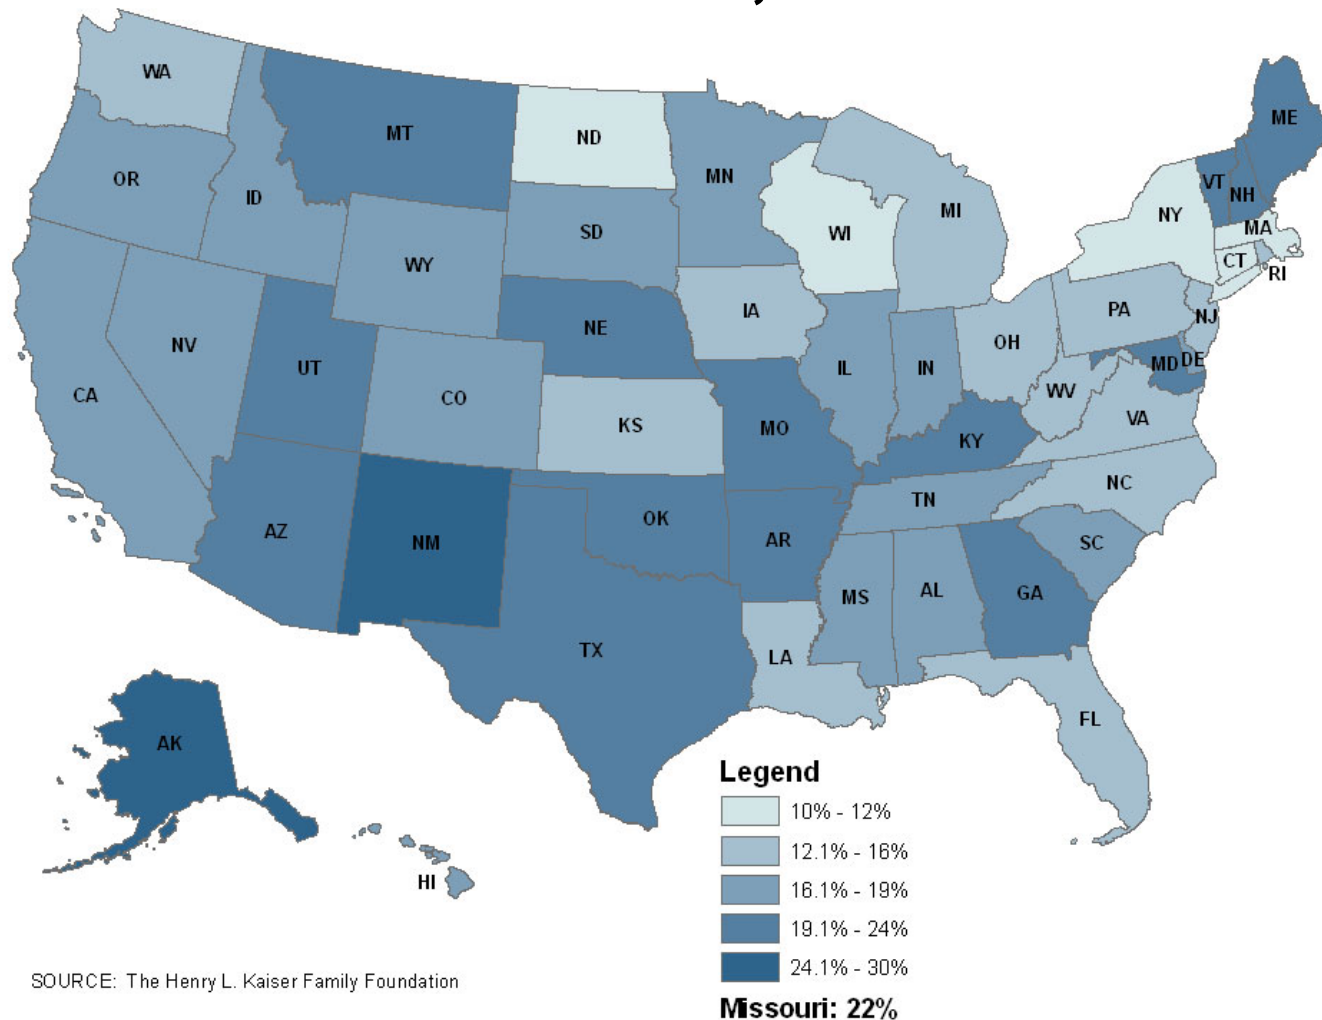 WA
MT
ND
ME
OR
ID
MN
VT
NH
SD
WI
MI
NY
MA
WY
CT
RI
NE
IA
PA
NJ
NV
UT
OH
CA
CO
IL
IN
MD
DE
WV
KS
MO
VA
KY
NC
TN
AZ
NM
OK
AR
SC
MS
AL
GA
TX
LA
FL
AK
HI
Legend
10% - 12%
12.1% - 16%
16.1% - 19%
19.1% - 24%
24.1% - 30%
Missouri: 22%
SOURCE: The Henry L. Kaiser Family Foundation